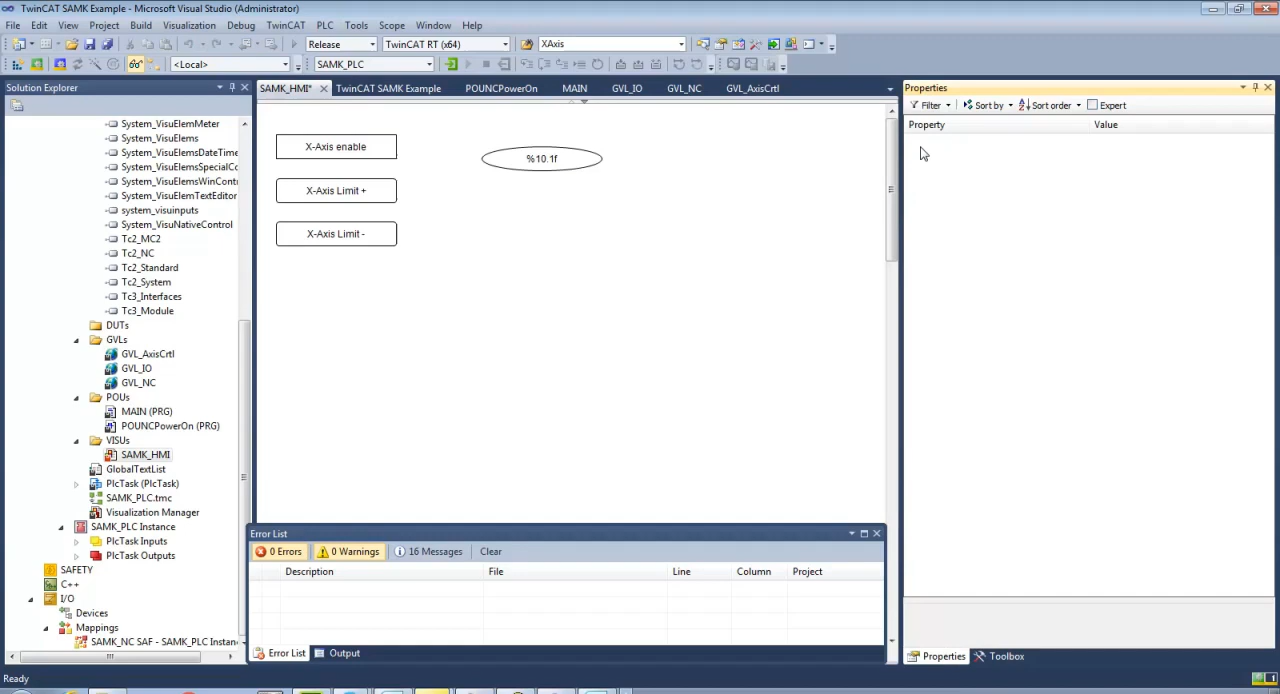 TwinCAT SAMK Example - Microsoft Visual Studio (Administrator)
File Edit View Project Build Visualization Debug TwinCAT PLC Tools Scope Window Help
Release TwinCAT RT (x64) XAxis
<Local> SAMK_PLC
Solution Explorer
System_VisuElemMeter
System_VisuElems
System_VisuElemsDateTime
System_VisuElemsSpecialCo
System_VisuElemsWinContr
System_VisuElemTextEditor
system_visuinputs
System_VisuNativeControl
Tc2_MC2
Tc2_NC
Tc2_Standard
Tc2_System
Tc3_Interfaces
Tc3_Module
DUTs
GVLs
GVL_AxisCrtl
GVL_IO
GVL_NC
POUs
MAIN (PRG)
POUNCPowerOn (PRG)
VISUs
SAMK_HMI
GlobalTextList
PlcTask (PlcTask)
SAMK_PLC.tmc
Visualization Manager
SAMK_PLC Instance
PlcTask Inputs
PlcTask Outputs
SAFETY
C++
I/O
Devices
Mappings
SAMK_NC SAF - SAMK_PLC Instan
SAMK_HMI* TwinCAT SAMK Example POUNCPowerOn MAIN GVL_IO GVL_NC GVL_AxisCrtl
X-Axis enable
%10.1f
X-Axis Limit +
X-Axis Limit -
Error List
0 Errors 0 Warnings 16 Messages Clear
Description File Line Column Project
Error List Output
Properties
Filter Sort by Sort order Expert
Property Value
Properties Toolbox
Ready